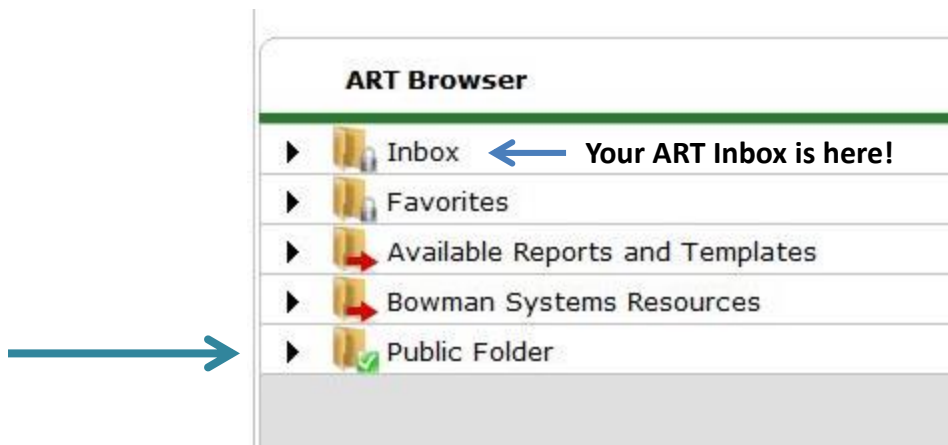 ART Browser
Inbox Your ART Inbox is here!
Favorites
Available Reports and Templates
Bowman Systems Resources
Public Folder